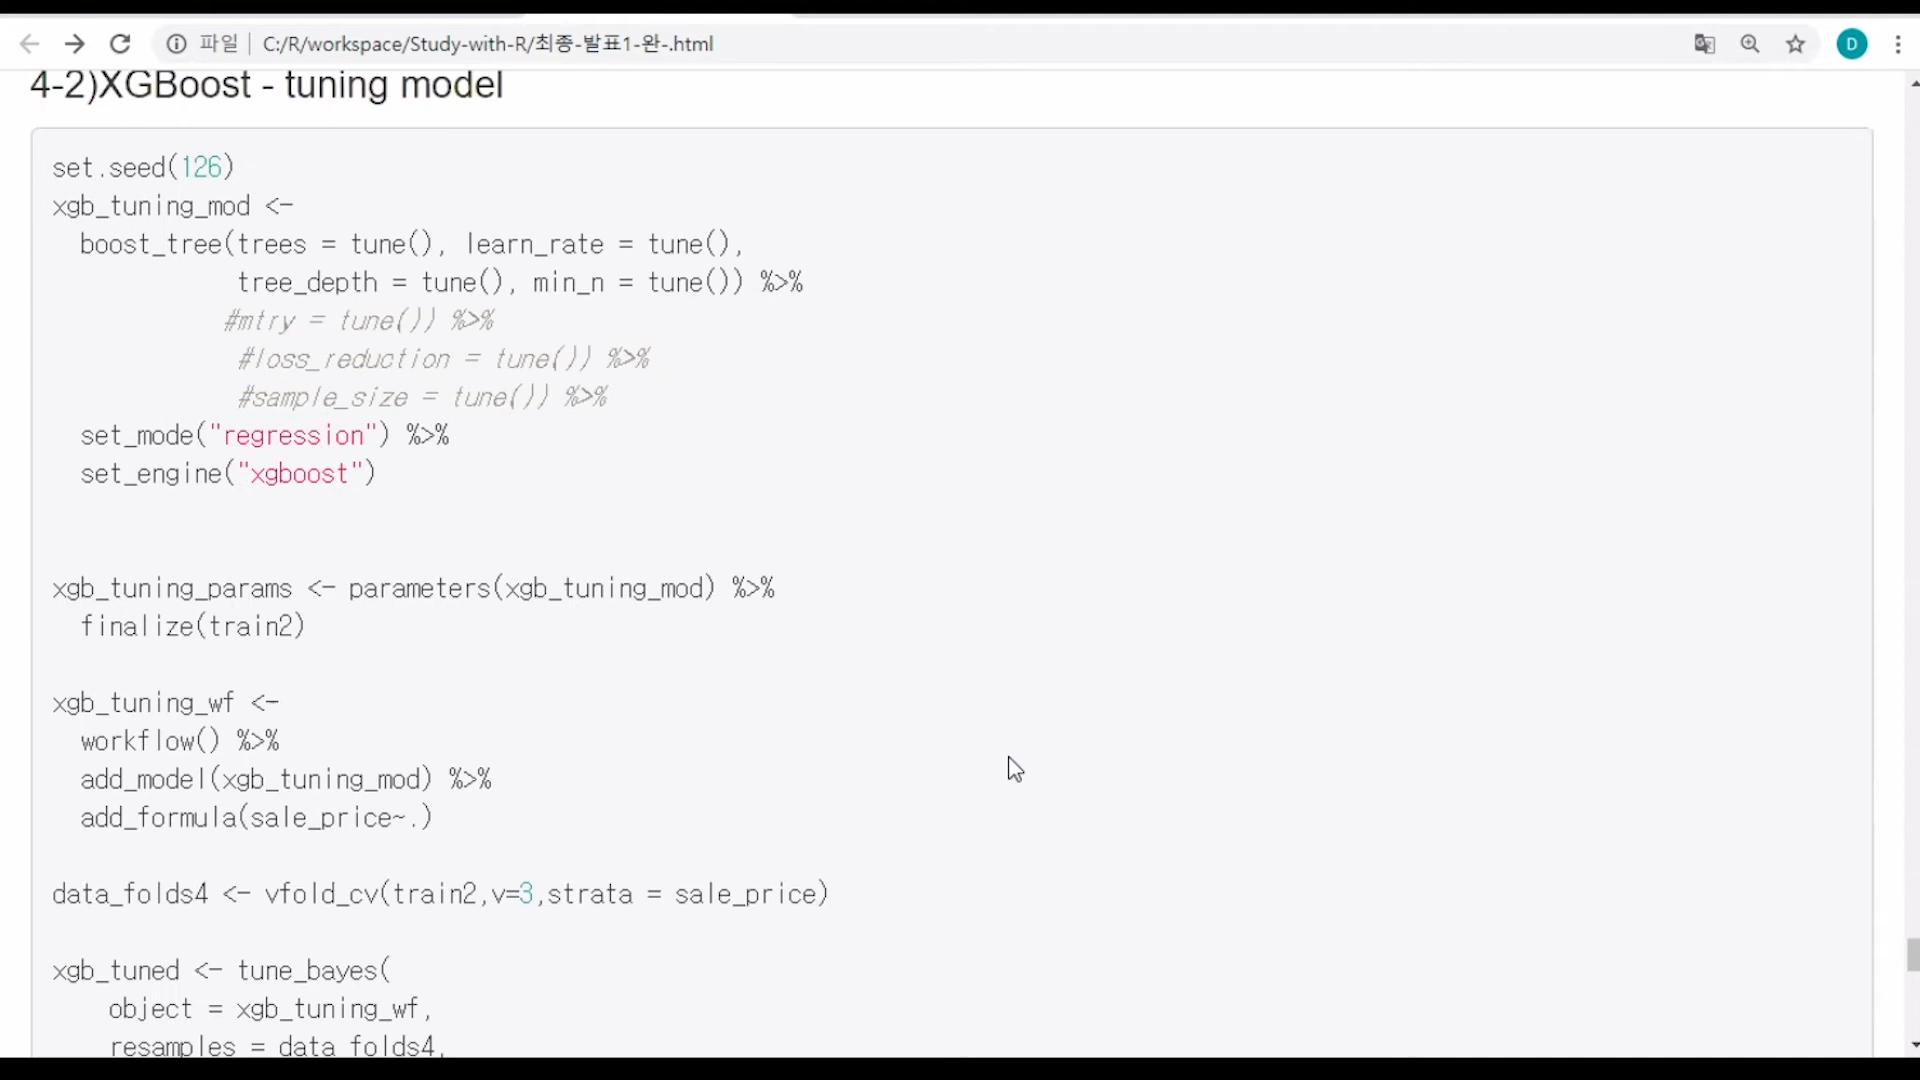 파일 C:/R/workspace/Study-with-R/최종-발표1-완-.html
D
4-2)XGBoost - tuning model
set.seed(126)
xgb_tuning_mod <-
boost_tree(trees = tune(), learn_rate = tune(),
tree_depth = tune(), min_n = tune()) %>%
#mtry = tune()) %>%
#loss_reduction = tune()) %>%
#sample_size = tune()) %>%
set_mode("regression") %>%
set_engine("xgboost")
xgb_tuning_params <- parameters(xgb_tuning_mod) %>%
finalize(train2)
xgb_tuning_wf <-
workflow() %>%
add_model(xgb_tuning_mod) %>%
add_formula(sale_price~.)
data_folds4 <- vfold_cv(train2,v=3,strata = sale_price)
xgb_tuned <- tune_bayes(
object = xgb_tuning_wf,
resamples = data_folds4,